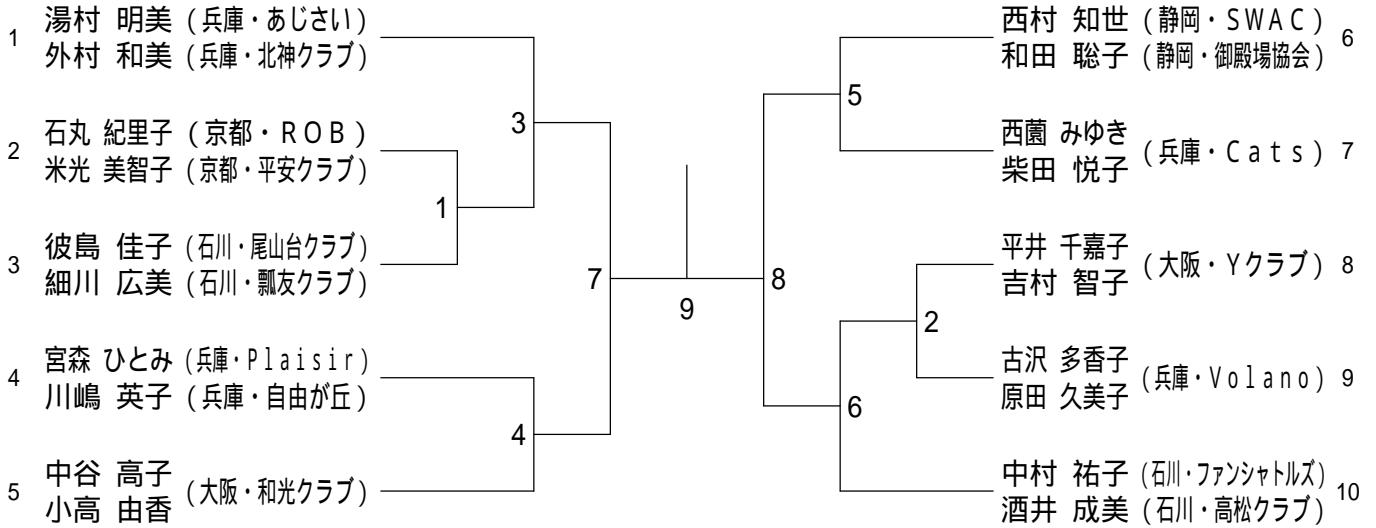 1 湯村 明美 (兵庫・あじさい)
外村 和美 (兵庫・北神クラブ)
2 石丸 紀里子 (京都・ROB)
米光 美智子 (京都・平安クラブ)
3 彼島 佳子 (石川・尾山台クラブ)
細川 広美 (石川・瓢友クラブ)
4 宮森 ひとみ (兵庫・Plaisir)
川嶋 英子 (兵庫・自由が丘)
5 中谷 高子
小高 由香
(大阪・和光クラブ)
3
1
7
4
9
8
5
2
6
西村 知世 (静岡・SWAC) 6
和田 聡子 (静岡・御殿場協会)
西薗 みゆき
柴田 悦子
(兵庫・Cats) 7
平井 千嘉子
吉村 智子
(大阪・Yクラブ) 8
古沢 多香子
原田 久美子
(兵庫・Volano) 9
中村 祐子 (石川・ファンシャトルズ) 10
酒井 成美 (石川・高松クラブ)